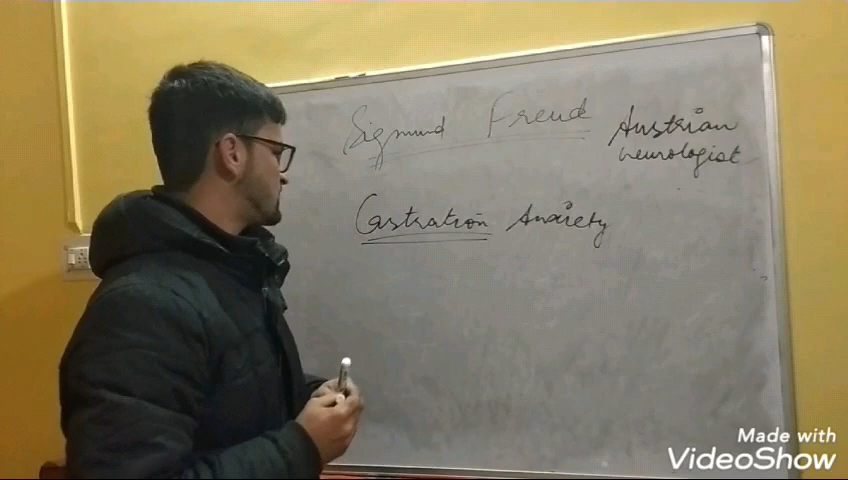 Sigmund Freud Austrian
neurologist
Castration Anxiety
Made with
VideoShow